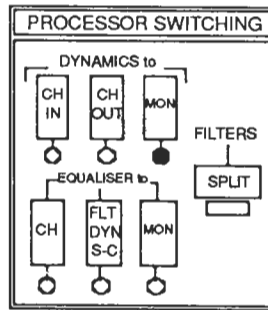 PROCESSOR SWITCHING
DYNAMICS to
CH IN
CH OUT
MON
FILTERS
SPLIT
EQUALISER to
CH
FLT DYN S-C
MON